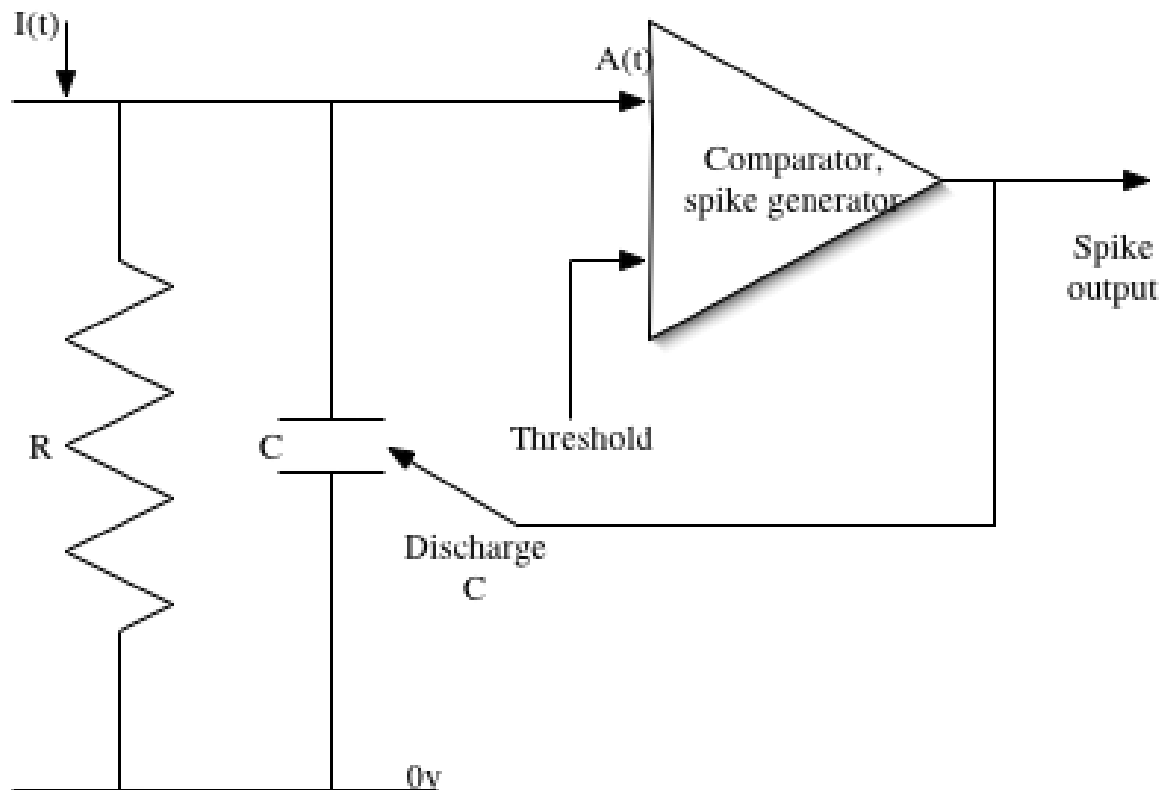 I(t)
A(t)
Comparator,
spike generator
Spike
output
R
C
Threshold
Discharge
C
0v